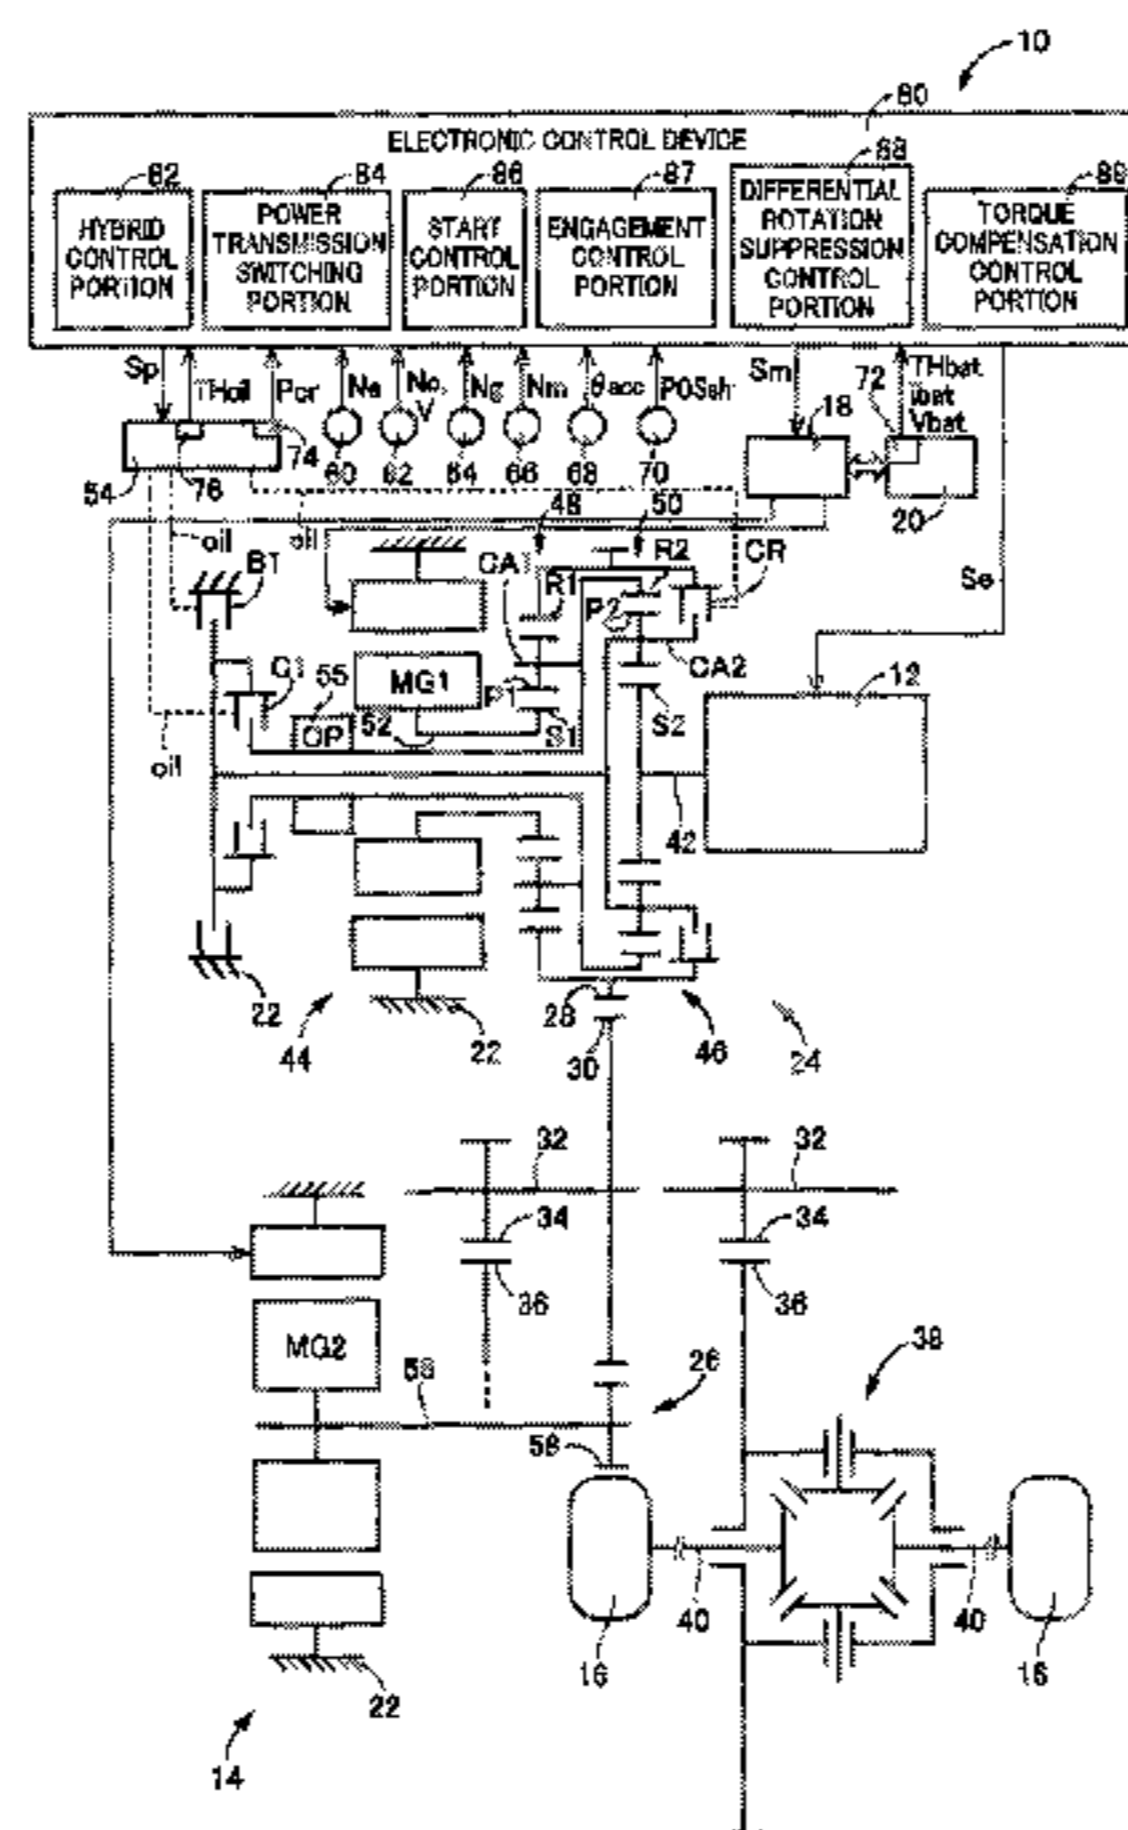 10
80
ELECTRONIC CONTROL DEVICE
82 84 86 87 88 89
HYBRID
CONTROL
PORTION
POWER
TRANSMISSION
SWITCHING
PORTION
START
CONTROL
PORTION
ENGAGEMENT
CONTROL
PORTION
DIFFERENTIAL
ROTATION
SUPPRESSION
CONTROL
PORTION
TORQUE
COMPENSATION
CONTROL
PORTION
Sp THoil Pcr Ne No, Ng Nm θacc POSsh Sm THbat
V
72 Ibat
18 Vbat
74
54 76 60 62 64 66 68 70 20
oil oil 48 50
BT CA1 R1 R2 CR Se
P2
C1 55 MG1 P1 CA2 12
OP 52 S1 S2
oil
42
22 28
44 22 30 46 24
32 32
34 34
36 36
MG2 38
58 26
56
40 40
16 16
22
14